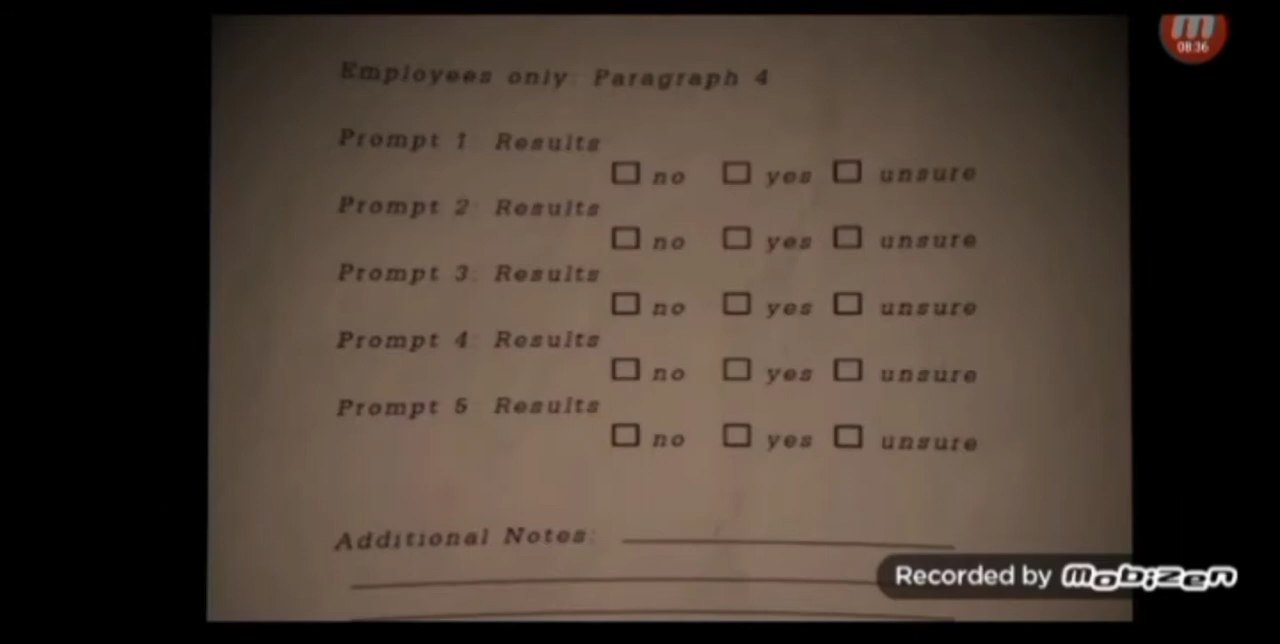 m
08:36
Employees only: Paragraph 4
Prompt 1: Results
no yes unsure
Prompt 2: Results
no yes unsure
Prompt 3: Results
no yes unsure
Prompt 4: Results
no yes unsure
Prompt 5: Results
no yes unsure
Additional Notes:
Recorded by mobizen